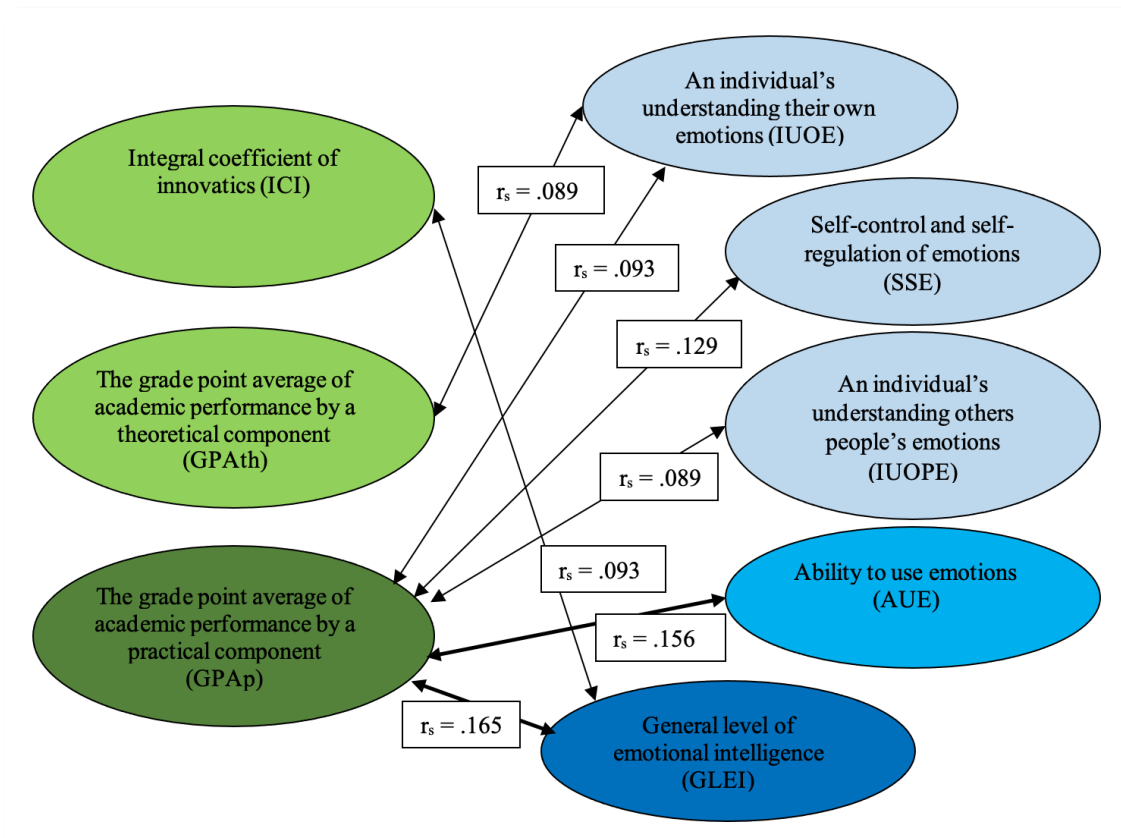 An individual's
understanding their own
emotions (IUOE)
Integral coefficient of
innovatics (ICI)
rₛ = .089
Self-control and self-
regulation of emotions
(SSE)
rₛ = .093
rₛ = .129
The grade point average of
academic performance by a
theoretical component
(GPAth)
An individual's
understanding others
people's emotions
(IUOPE)
rₛ = .089
rₛ = .093
Ability to use emotions
(AUE)
The grade point average of
academic performance by a
practical component
(GPAp)
rₛ = .156
rₛ = .165
General level of
emotional intelligence
(GLEI)